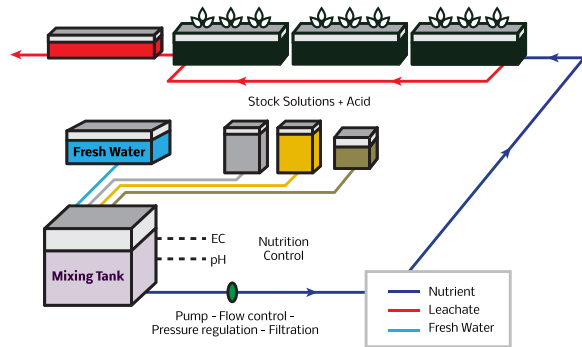 Stock Solutions + Acid
Fresh Water
EC
pH
Nutrition
Control
Mixing Tank
Pump - Flow control -
Pressure regulation - Filtration
Nutrient
Leachate
Fresh Water